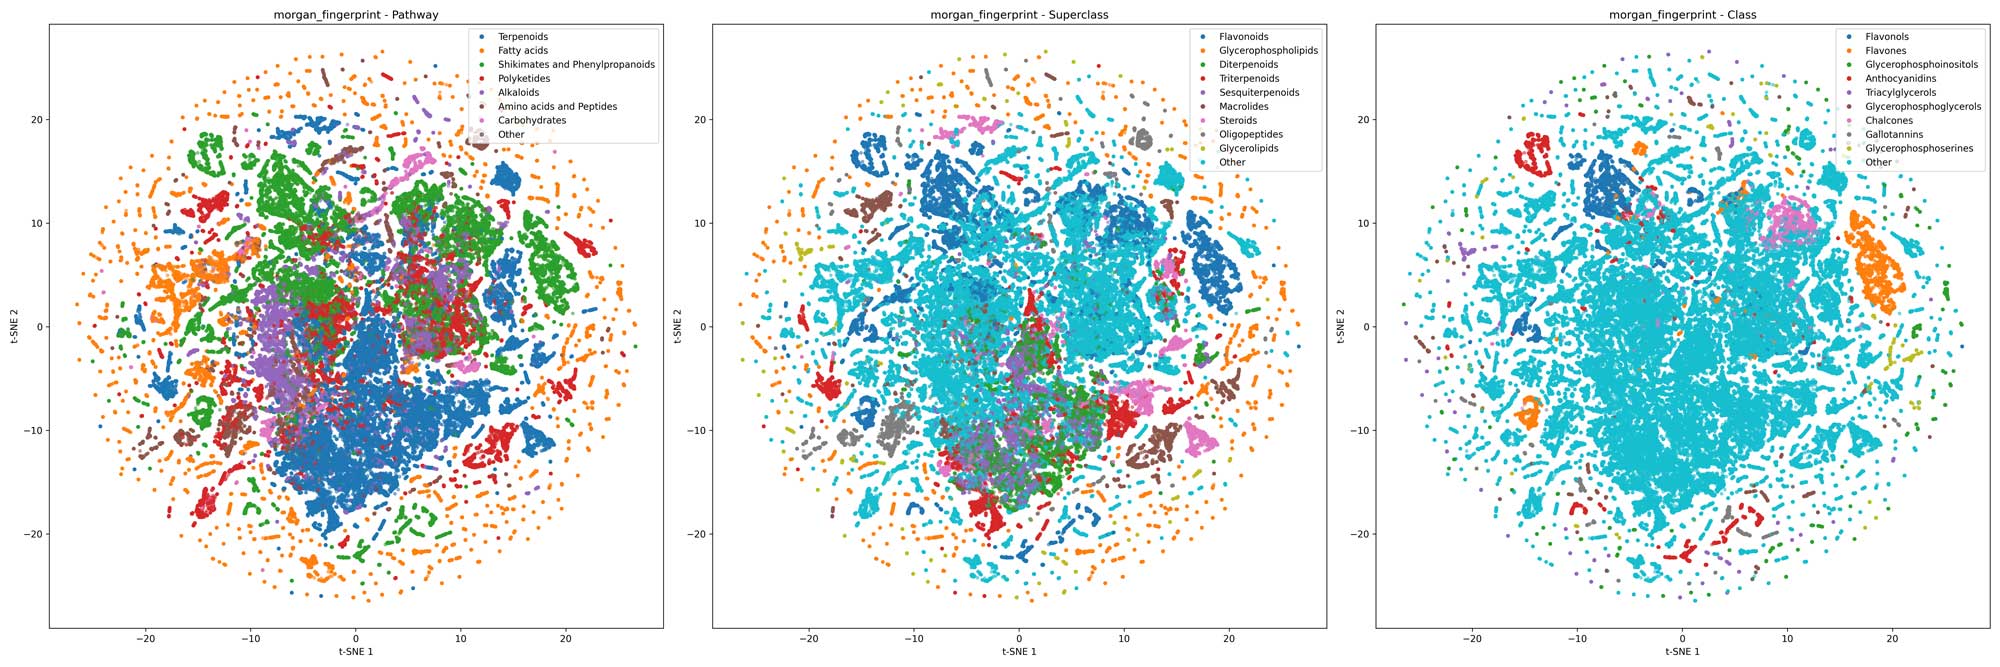 morgan_fingerprint - Pathway
Terpenoids
Fatty acids
Shikimates and Phenylpropanoids
Polyketides
Alkaloids
Amino acids and Peptides
Carbohydrates
Other
20
10
0
−10
−20
t-SNE 2
−20 −10 0 10 20
t-SNE 1
morgan_fingerprint - Superclass
Flavonoids
Glycerophospholipids
Diterpenoids
Triterpenoids
Sesquiterpenoids
Macrolides
Steroids
Oligopeptides
Glycerolipids
Other
20
10
0
−10
−20
t-SNE 2
−20 −10 0 10 20
t-SNE 1
morgan_fingerprint - Class
Flavonols
Flavones
Glycerophosphoinositols
Anthocyanidins
Triacylglycerols
Glycerophosphoglycerols
Chalcones
Gallotannins
Glycerophosphoserines
Other
20
10
0
−10
−20
t-SNE 2
−20 −10 0 10 20
t-SNE 1